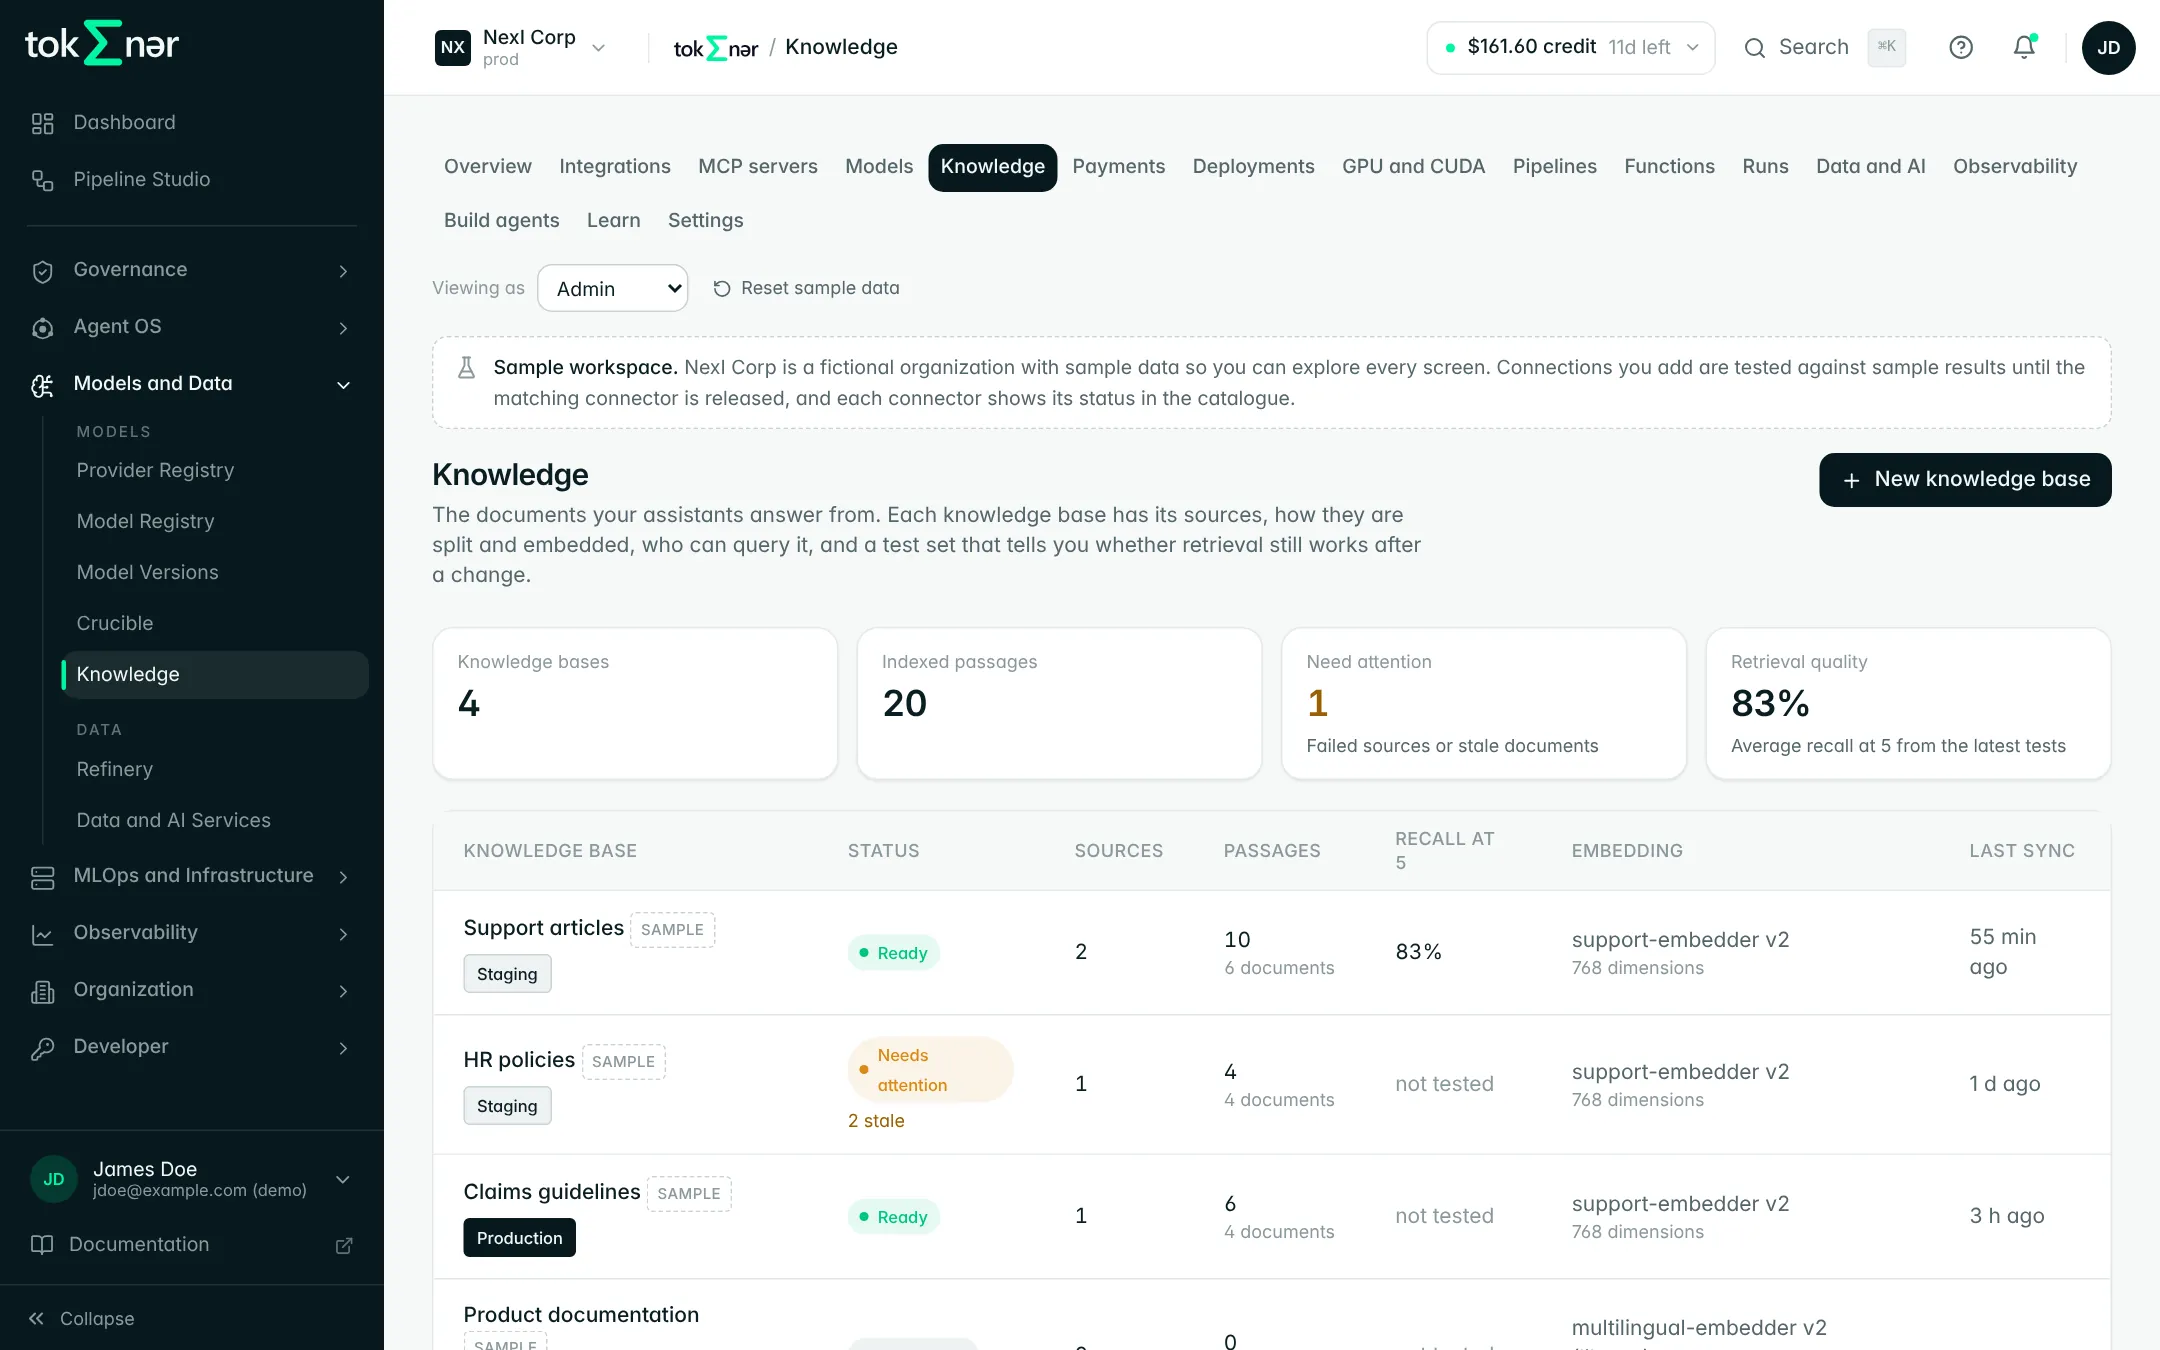 tokΣnər
Dashboard
Pipeline Studio
Governance
Agent OS
Models and Data
MODELS
Provider Registry
Model Registry
Model Versions
Crucible
Knowledge
DATA
Refinery
Data and AI Services
MLOps and Infrastructure
Observability
Organization
Developer
JD
James Doe
jdoe@example.com (demo)
Documentation
Collapse
NX
Nexl Corp
prod
tokΣnər / Knowledge
$161.60 credit 11d left
Search ⌘K
JD
Overview Integrations MCP servers Models Knowledge Payments Deployments GPU and CUDA Pipelines Functions Runs Data and AI Observability
Build agents Learn Settings
Viewing as Admin Reset sample data
Sample workspace. Nexl Corp is a fictional organization with sample data so you can explore every screen. Connections you add are tested against sample results until the
matching connector is released, and each connector shows its status in the catalogue.
Knowledge
+ New knowledge base
The documents your assistants answer from. Each knowledge base has its sources, how they are
split and embedded, who can query it, and a test set that tells you whether retrieval still works after
a change.
Knowledge bases
4
Indexed passages
20
Need attention
1
Failed sources or stale documents
Retrieval quality
83%
Average recall at 5 from the latest tests
KNOWLEDGE BASE STATUS SOURCES PASSAGES RECALL AT 5 EMBEDDING LAST SYNC
Support articles SAMPLE
Staging
Ready
2
10
6 documents
83%
support-embedder v2
768 dimensions
55 min
ago
HR policies SAMPLE
Staging
Needs
attention
2 stale
1
4
4 documents
not tested
support-embedder v2
768 dimensions
1 d ago
Claims guidelines SAMPLE
Production
Ready
1
6
4 documents
not tested
support-embedder v2
768 dimensions
3 h ago
Product documentation
SAMPLE
0
multilingual-embedder v2